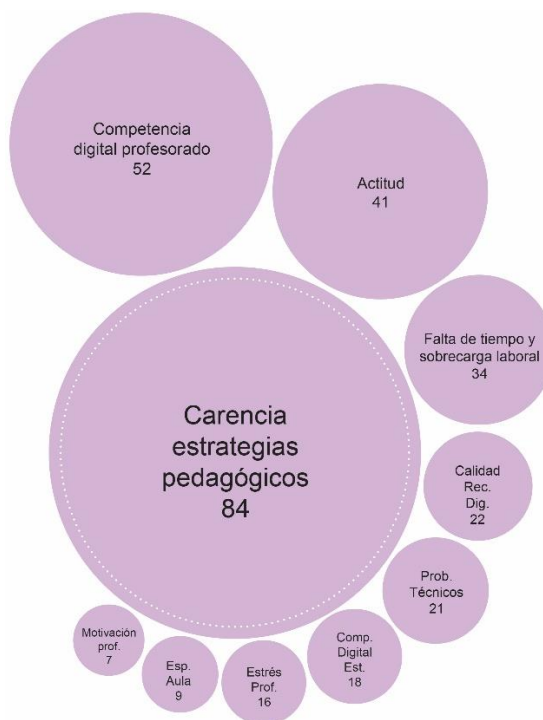 Competencia
digital profesorado
52
Actitud
41
Falta de tiempo y
sobrecarga laboral
34
Carencia
estrategias
pedagógicos
84
Calidad
Rec.
Dig.
22
Prob.
Técnicos
21
Comp.
Digital
Est.
18
Estrés
Prof.
16
Esp.
Aula
9
Motivación
prof.
7